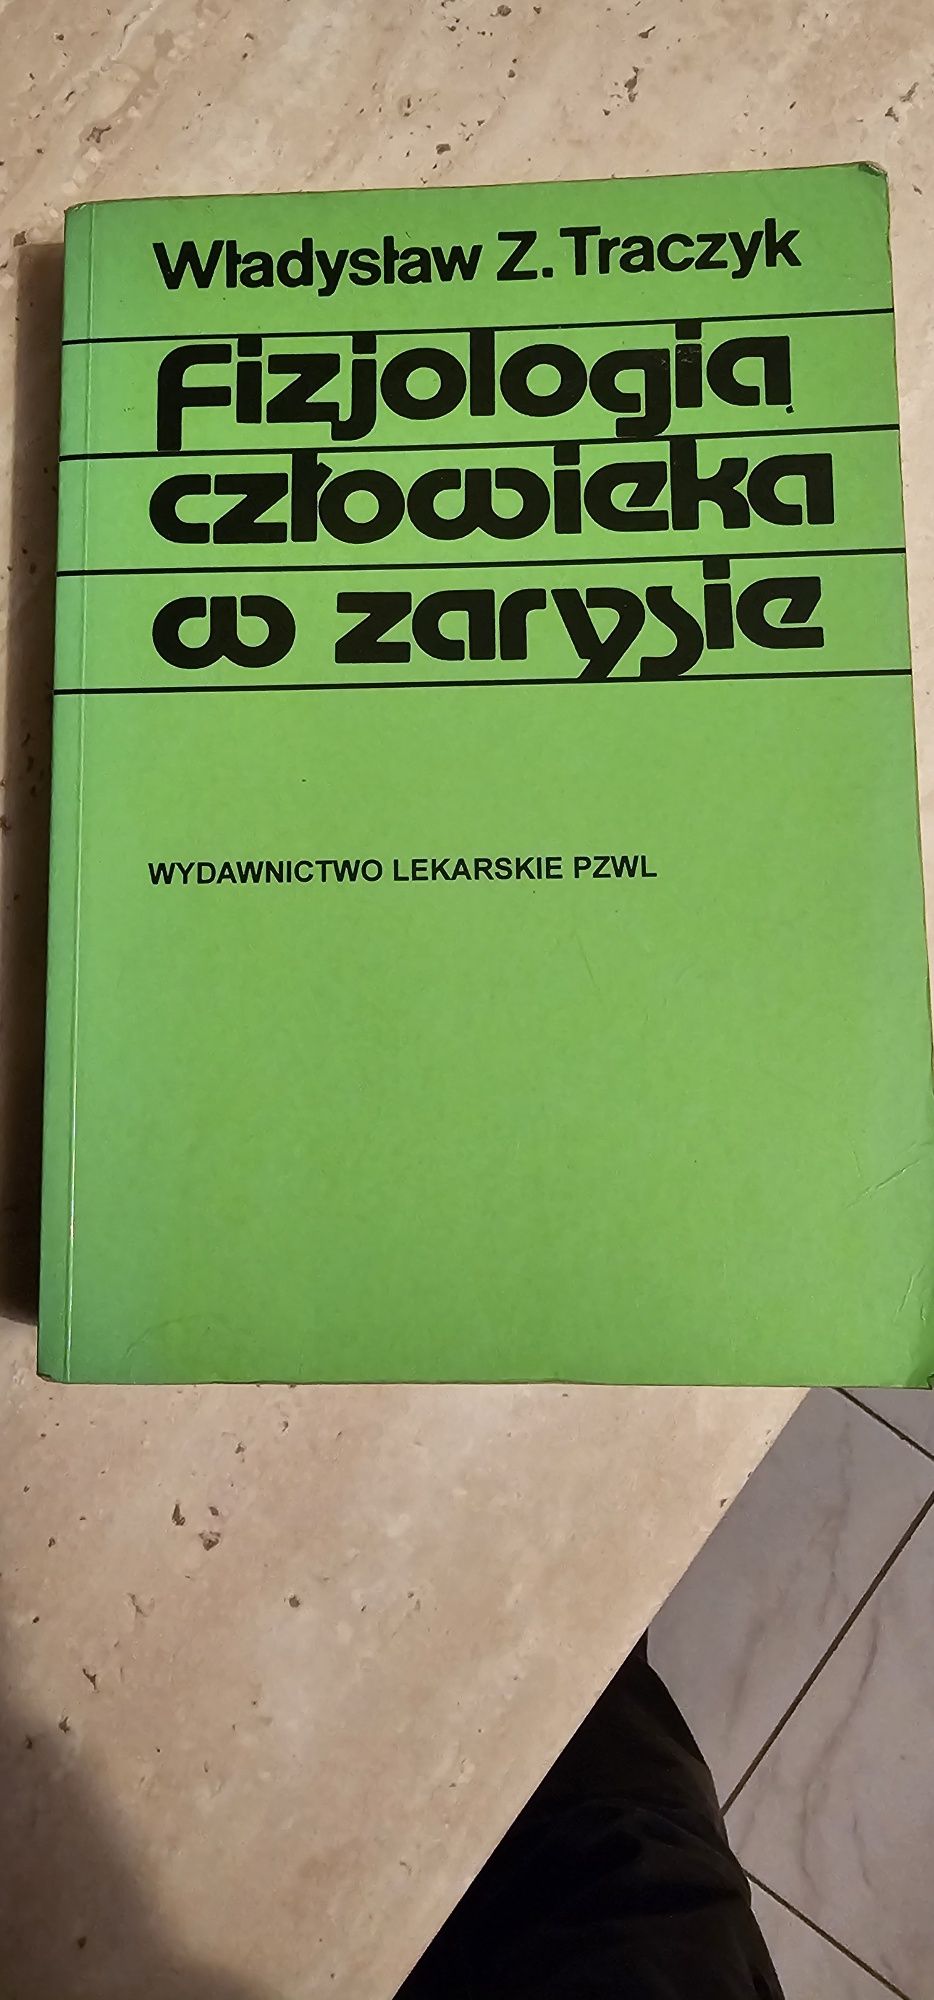 Władysław Z. Traczyk
fizjologia
człowieka
w zarysie
WYDAWNICTWO LEKARSKIE PZWL